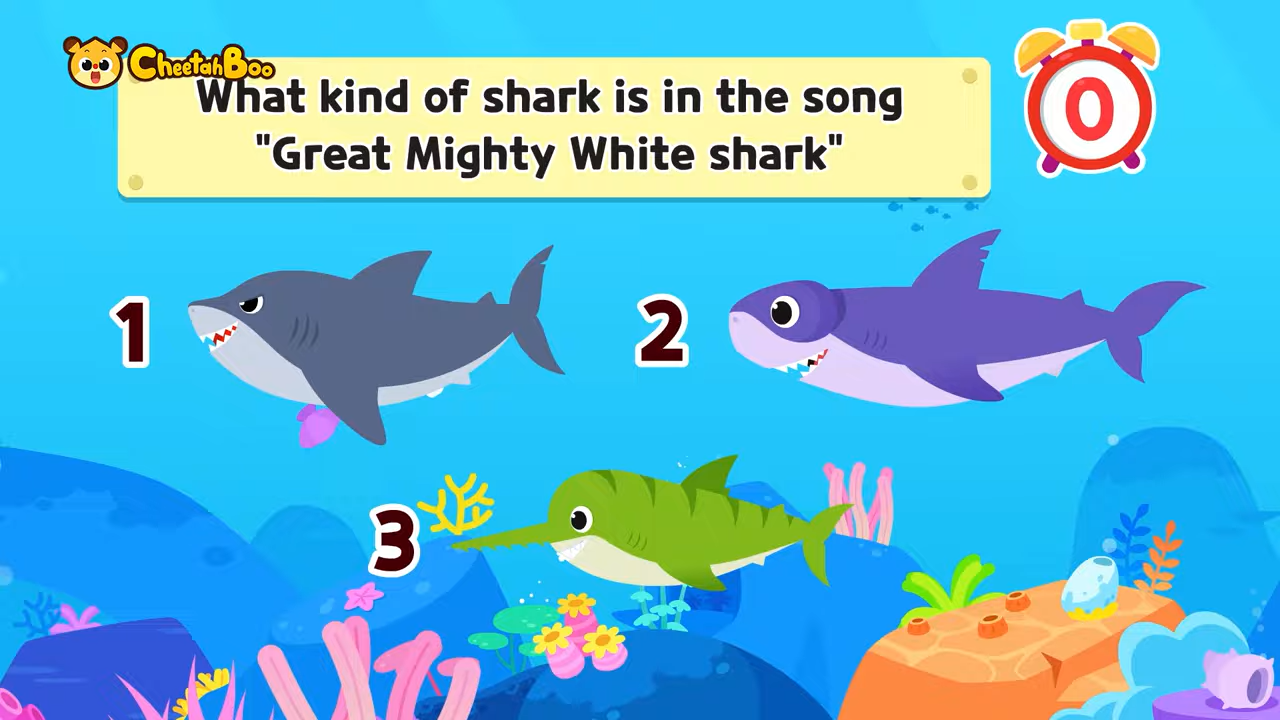 CheetahBoo
What kind of shark is in the song
"Great Mighty White shark"
0
1
2
3